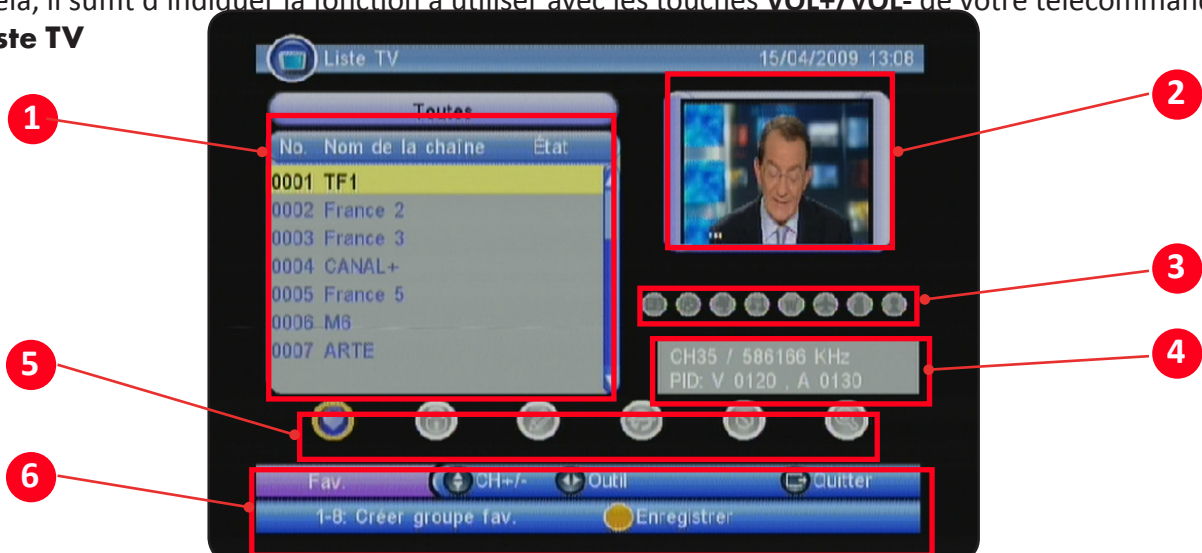 ela, il suffit d'indiquer la fonction à utiliser avec les touches VOL+/VOL- de votre télécomman
ste TV
Liste TV 15/04/2009 13:08
Toutes
No. Nom de la chaîne État
0001 TF1
0002 France 2
0003 France 3
0004 CANAL+
0005 France 5
0006 M6
0007 ARTE
CH35 / 586166 KHz
PID: V 0120 , A 0130
Fav. CH+/- Outil Quitter
1-8: Créer groupe fav. Enregistrer
1
2
3
4
5
6